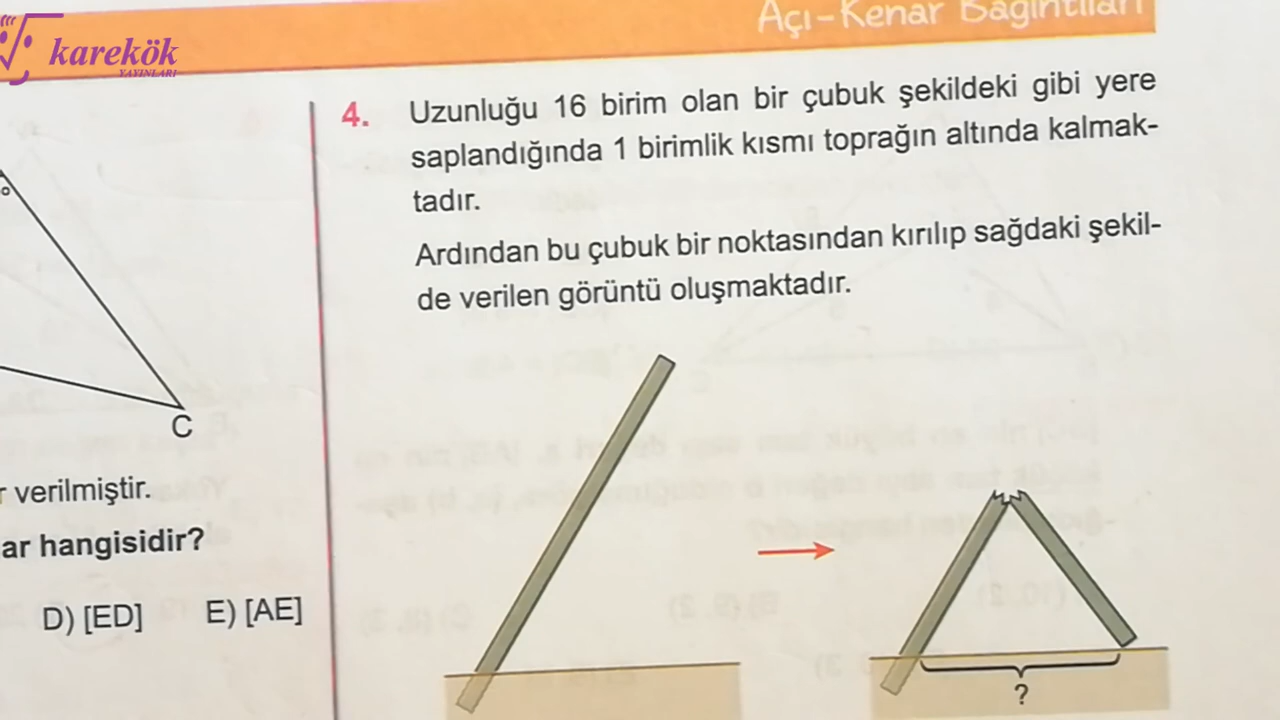 karekök
YAYINLARI
Açı-Kenar Bağıntıları
C
verilmiştir.
ar hangisidir?
D) [ED] E) [AE]
4. Uzunluğu 16 birim olan bir çubuk şekildeki gibi yere
saplandığında 1 birimlik kısmı toprağın altında kalmak-
tadır.
Ardından bu çubuk bir noktasından kırılıp sağdaki şekil-
de verilen görüntü oluşmaktadır.
?